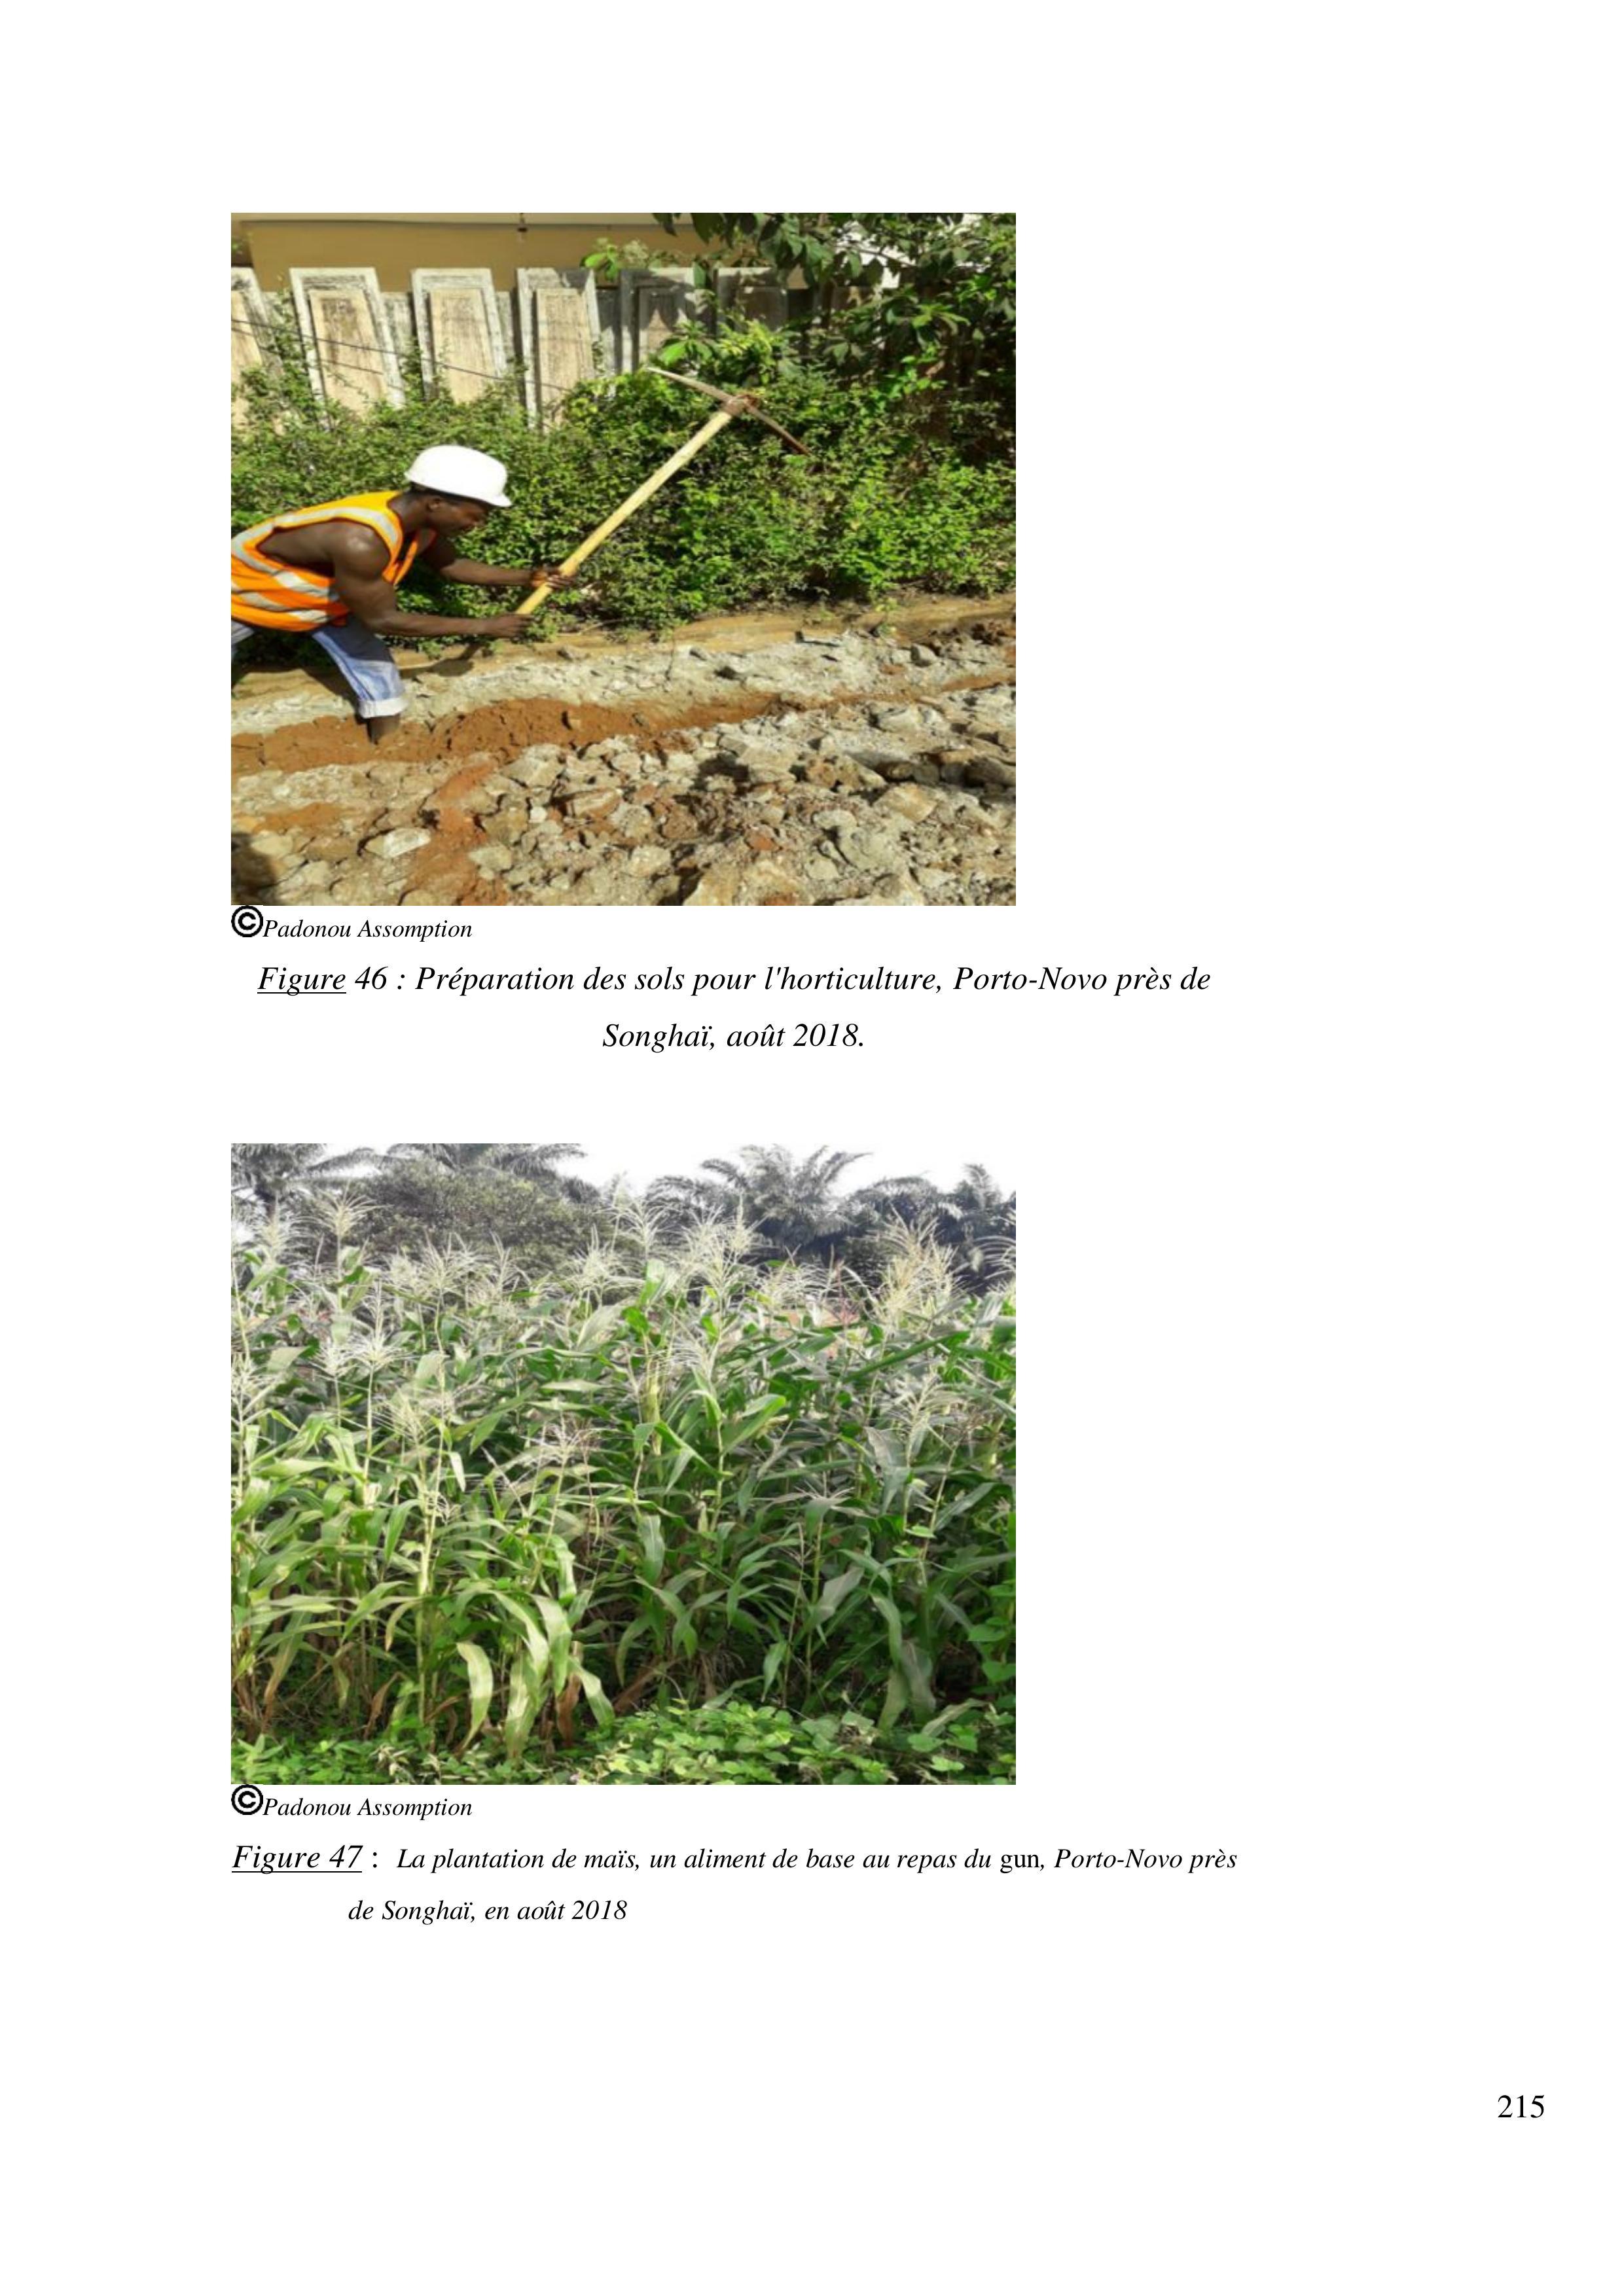 ©Padonou Assomption
Figure 46 : Préparation des sols pour l'horticulture, Porto-Novo près de
Songhaï, août 2018.
©Padonou Assomption
Figure 47 : La plantation de maïs, un aliment de base au repas du gun, Porto-Novo près
de Songhaï, en août 2018
215